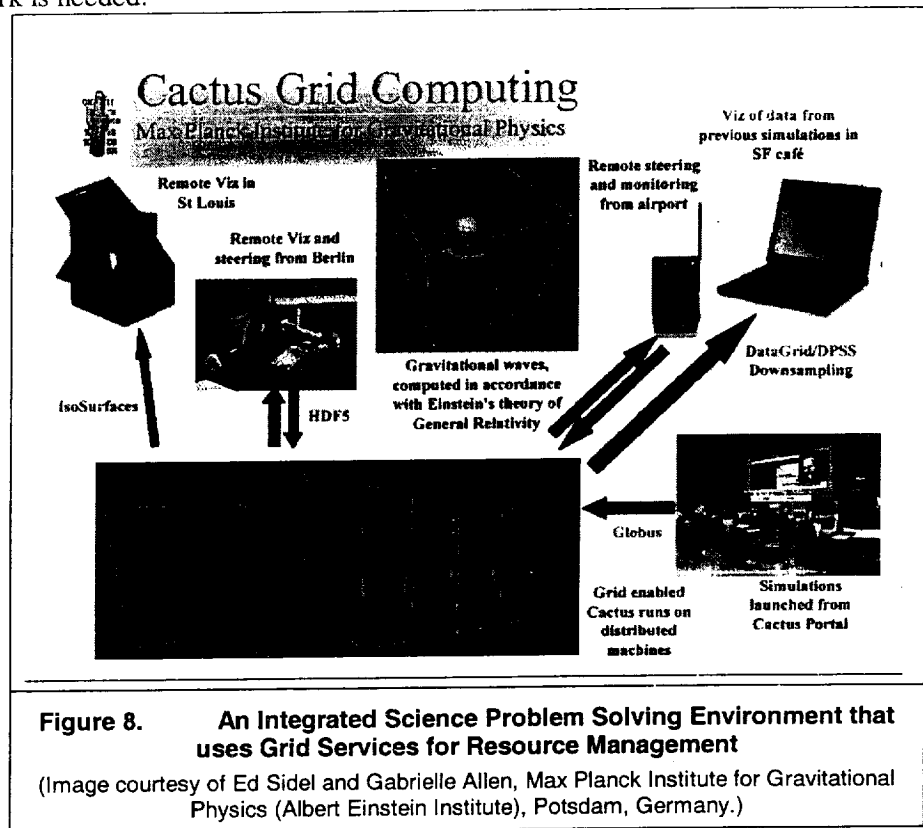 rk is needed.
Cactus Grid Computing
Max Planck Institute for Gravitational Physics
Remote Viz in
St Louis
Remote Viz and
steering from Berlin
Remote steering
and monitoring
from airport
Viz of data from
previous simulations in
SF café
IsoSurfaces
HDF5
Gravitational waves,
computed in accordance
with Einstein's theory of
General Relativity
DataGrid/DPSS
Downsampling
Globus
Grid enabled
Cactus runs on
distributed
machines
Simulations
launched from
Cactus Portal
Figure 8. An Integrated Science Problem Solving Environment that
uses Grid Services for Resource Management
(Image courtesy of Ed Sidel and Gabrielle Allen, Max Planck Institute for Gravitational
Physics (Albert Einstein Institute), Potsdam, Germany.)